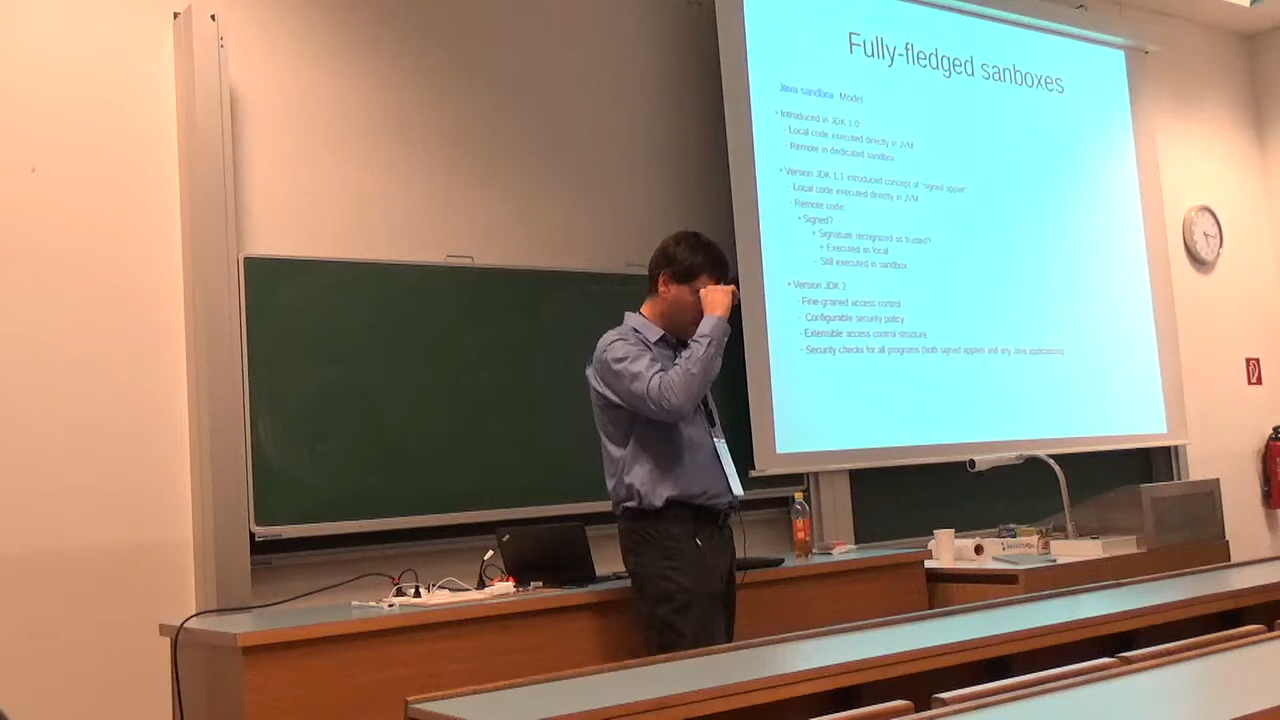 Fully-fledged sanboxes
Java sandbox Model
• Introduced in JDK 1.0:
- Local code executed directly in JVM
- Remote in dedicated sandbox
• Version JDK 1.1 introduced concept of "signed applet"
- Local code executed directly in JVM
- Remote code:
• Signed?
+ Signature recognized as trusted?
+ Executed as local
- Still executed in sandbox
• Version JDK 2
- Fine-grained access control
- Configurable security policy
- Extensible access control structure
- Security checks for all programs (both signed applets and any Java application)